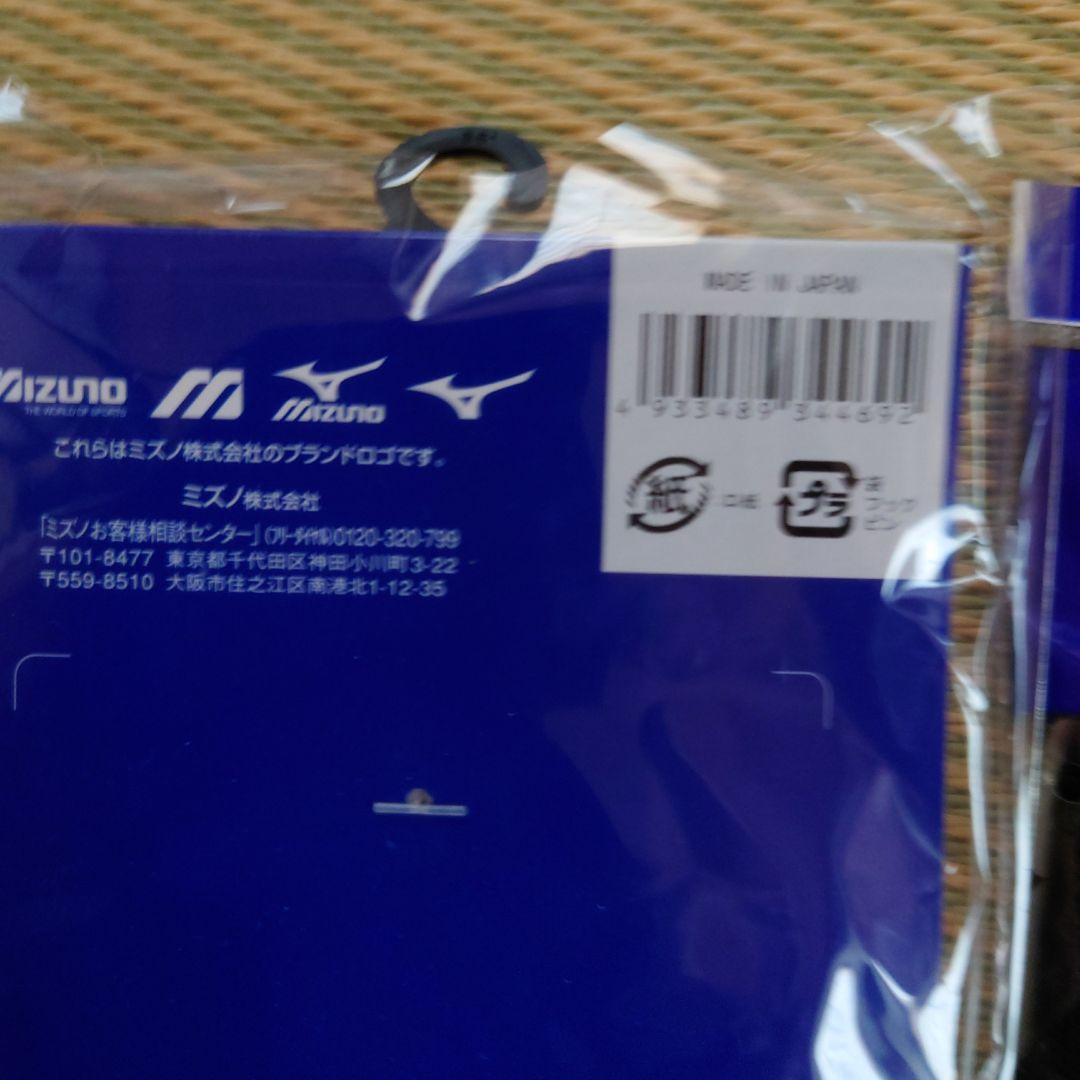 MIZUNO
THE WORLD OF SPORTS
MIZUNO
これらはミズノ株式会社のブランドロゴです。
ミズノ株式会社
「ミズノお客様相談センター」(フリーダイヤル)0120-320-799
〒101-8477 東京都千代田区神田小川町3-22
〒559-8510 大阪市住之江区南港北1-12-35
MADE IN JAPAN
4 933489 344692
紙
プラ
フック
ピン